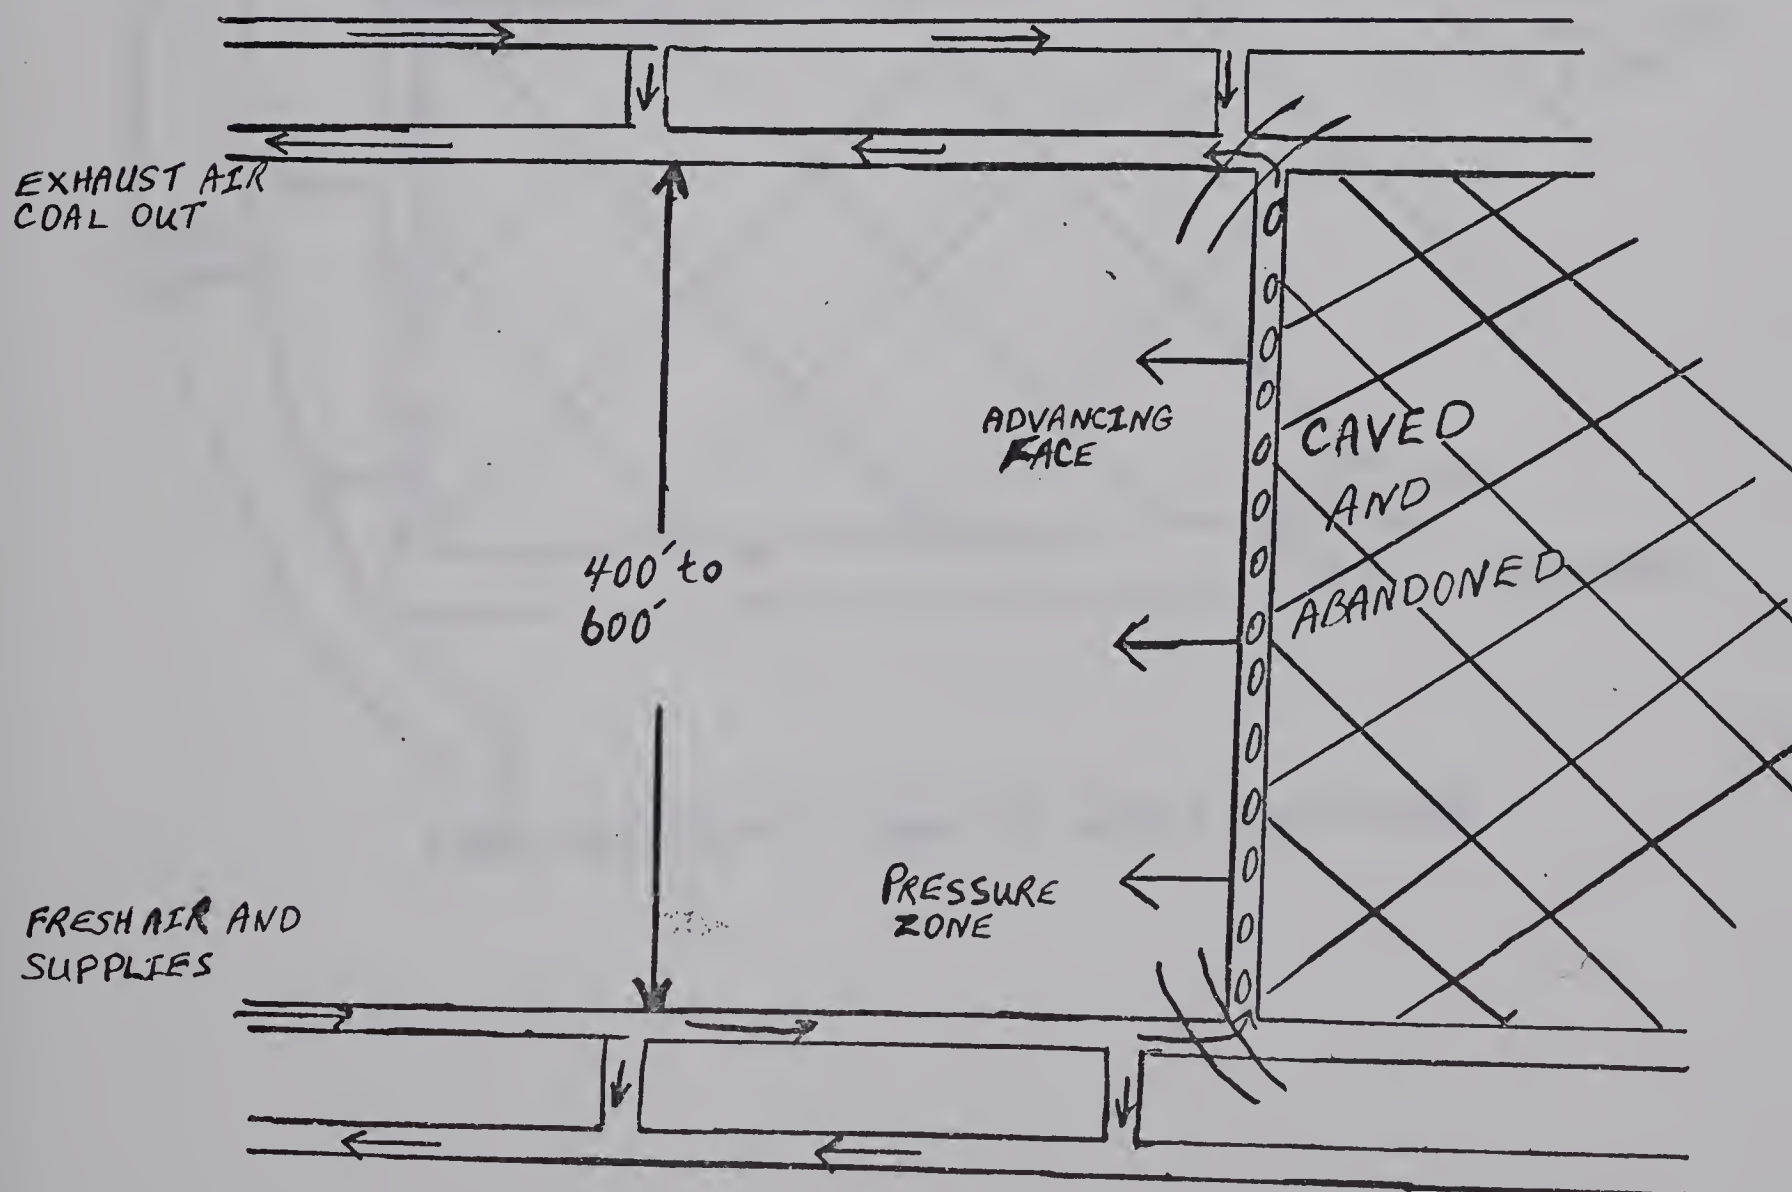 EXHAUST AIR
COAL OUT
ADVANCING
FACE
CAVED
AND
ABANDONED
400' to
600'
PRESSURE
ZONE
FRESH AIR AND
SUPPLIES